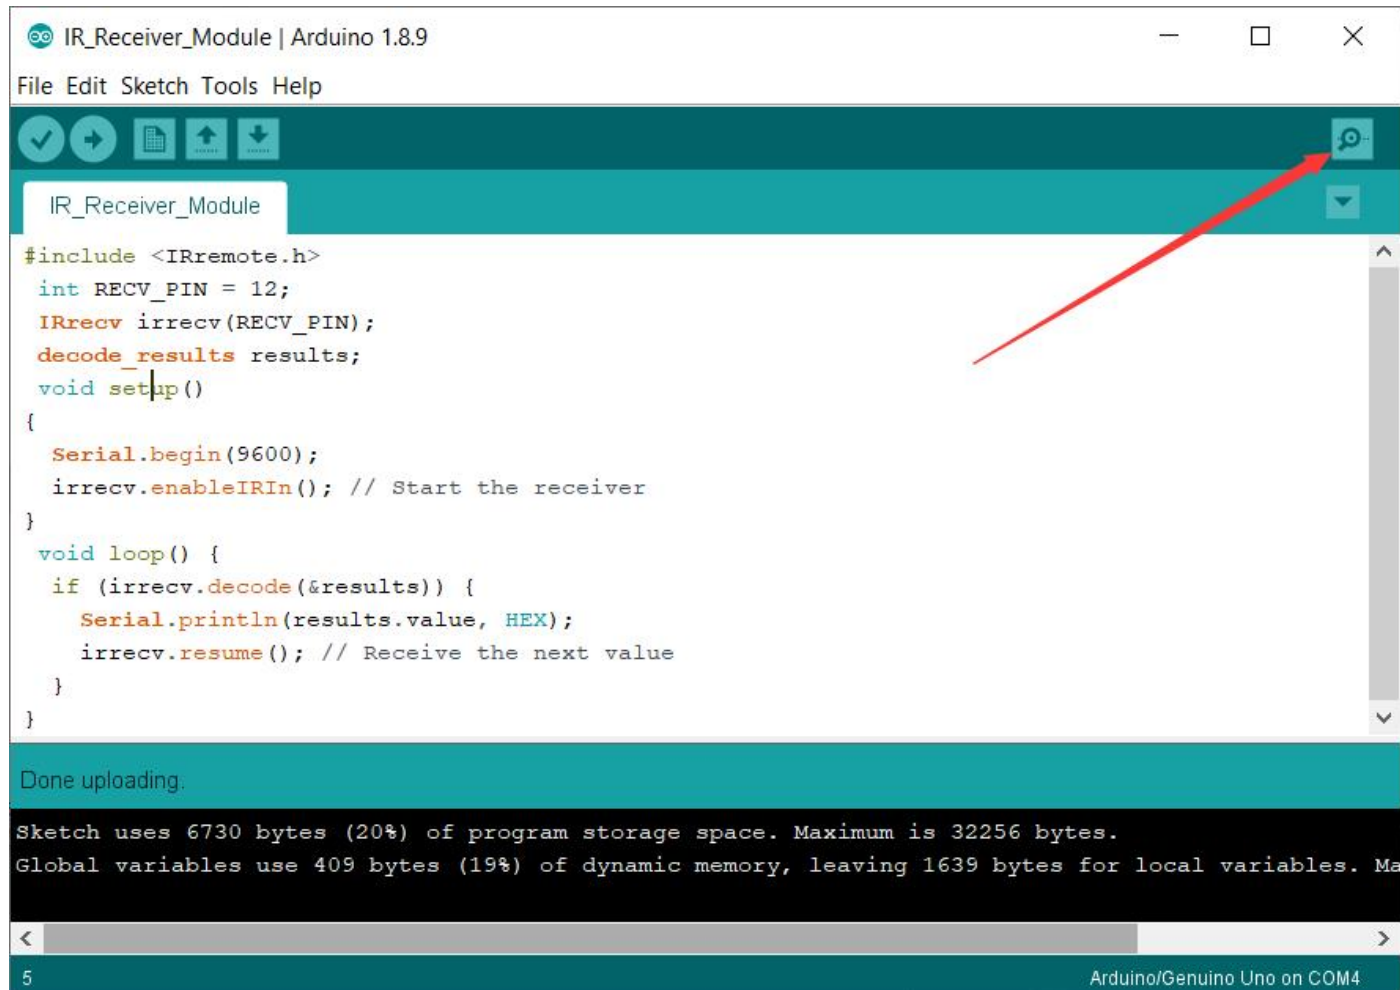 IR_Receiver_Module | Arduino 1.8.9
File Edit Sketch Tools Help
IR_Receiver_Module
#include <IRremote.h>
int RECV_PIN = 12;
IRrecv irrecv(RECV_PIN);
decode_results results;
void setup()
{
Serial.begin(9600);
irrecv.enableIRIn(); // Start the receiver
}
void loop() {
if (irrecv.decode(&results)) {
Serial.println(results.value, HEX);
irrecv.resume(); // Receive the next value
}
}
Done uploading.
Sketch uses 6730 bytes (20%) of program storage space. Maximum is 32256 bytes.
Global variables use 409 bytes (19%) of dynamic memory, leaving 1639 bytes for local variables. Ma
5 Arduino/Genuino Uno on COM4